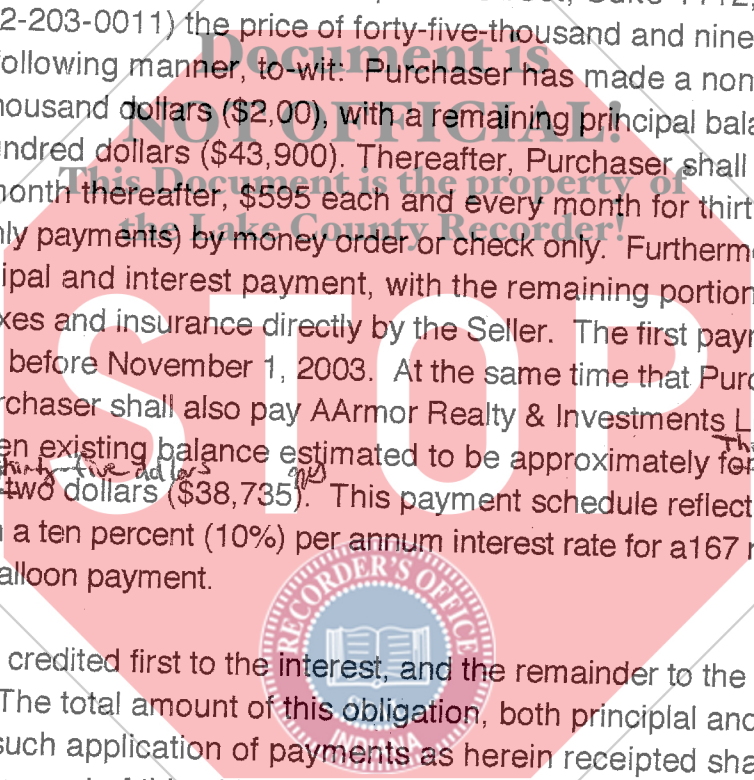 2-203-0011) the price of forty-five-thousand and nine
Document is
following manner, to-wit: Purchaser has made a non
housand dollars ($2,00), with a remaining principal bala
NOT OFFICIAL!
ndred dollars ($43,900). Thereafter, Purchaser shall
This Document is the property of
month thereafter, $595 each and every month for thirt
the Lake County Recorder!
ly payments) by money order or check only. Furtherm
ipal and interest payment, with the remaining portion
xes and insurance directly by the Seller. The first payn
before November 1, 2003. At the same time that Purc
STOP
rchaser shall also pay AArmor Realty & Investments L
Th
en existing balance estimated to be approximately for
thirty-five dollars
two dollars ($38,735). This payment schedule reflect
a ten percent (10%) per annum interest rate for a167
alloon payment.
RECORDER'S OFFICE
credited first to the interest, and the remainder to the
The total amount of this obligation, both principlal and
such application of payments as herein receipted sha
INDIANA